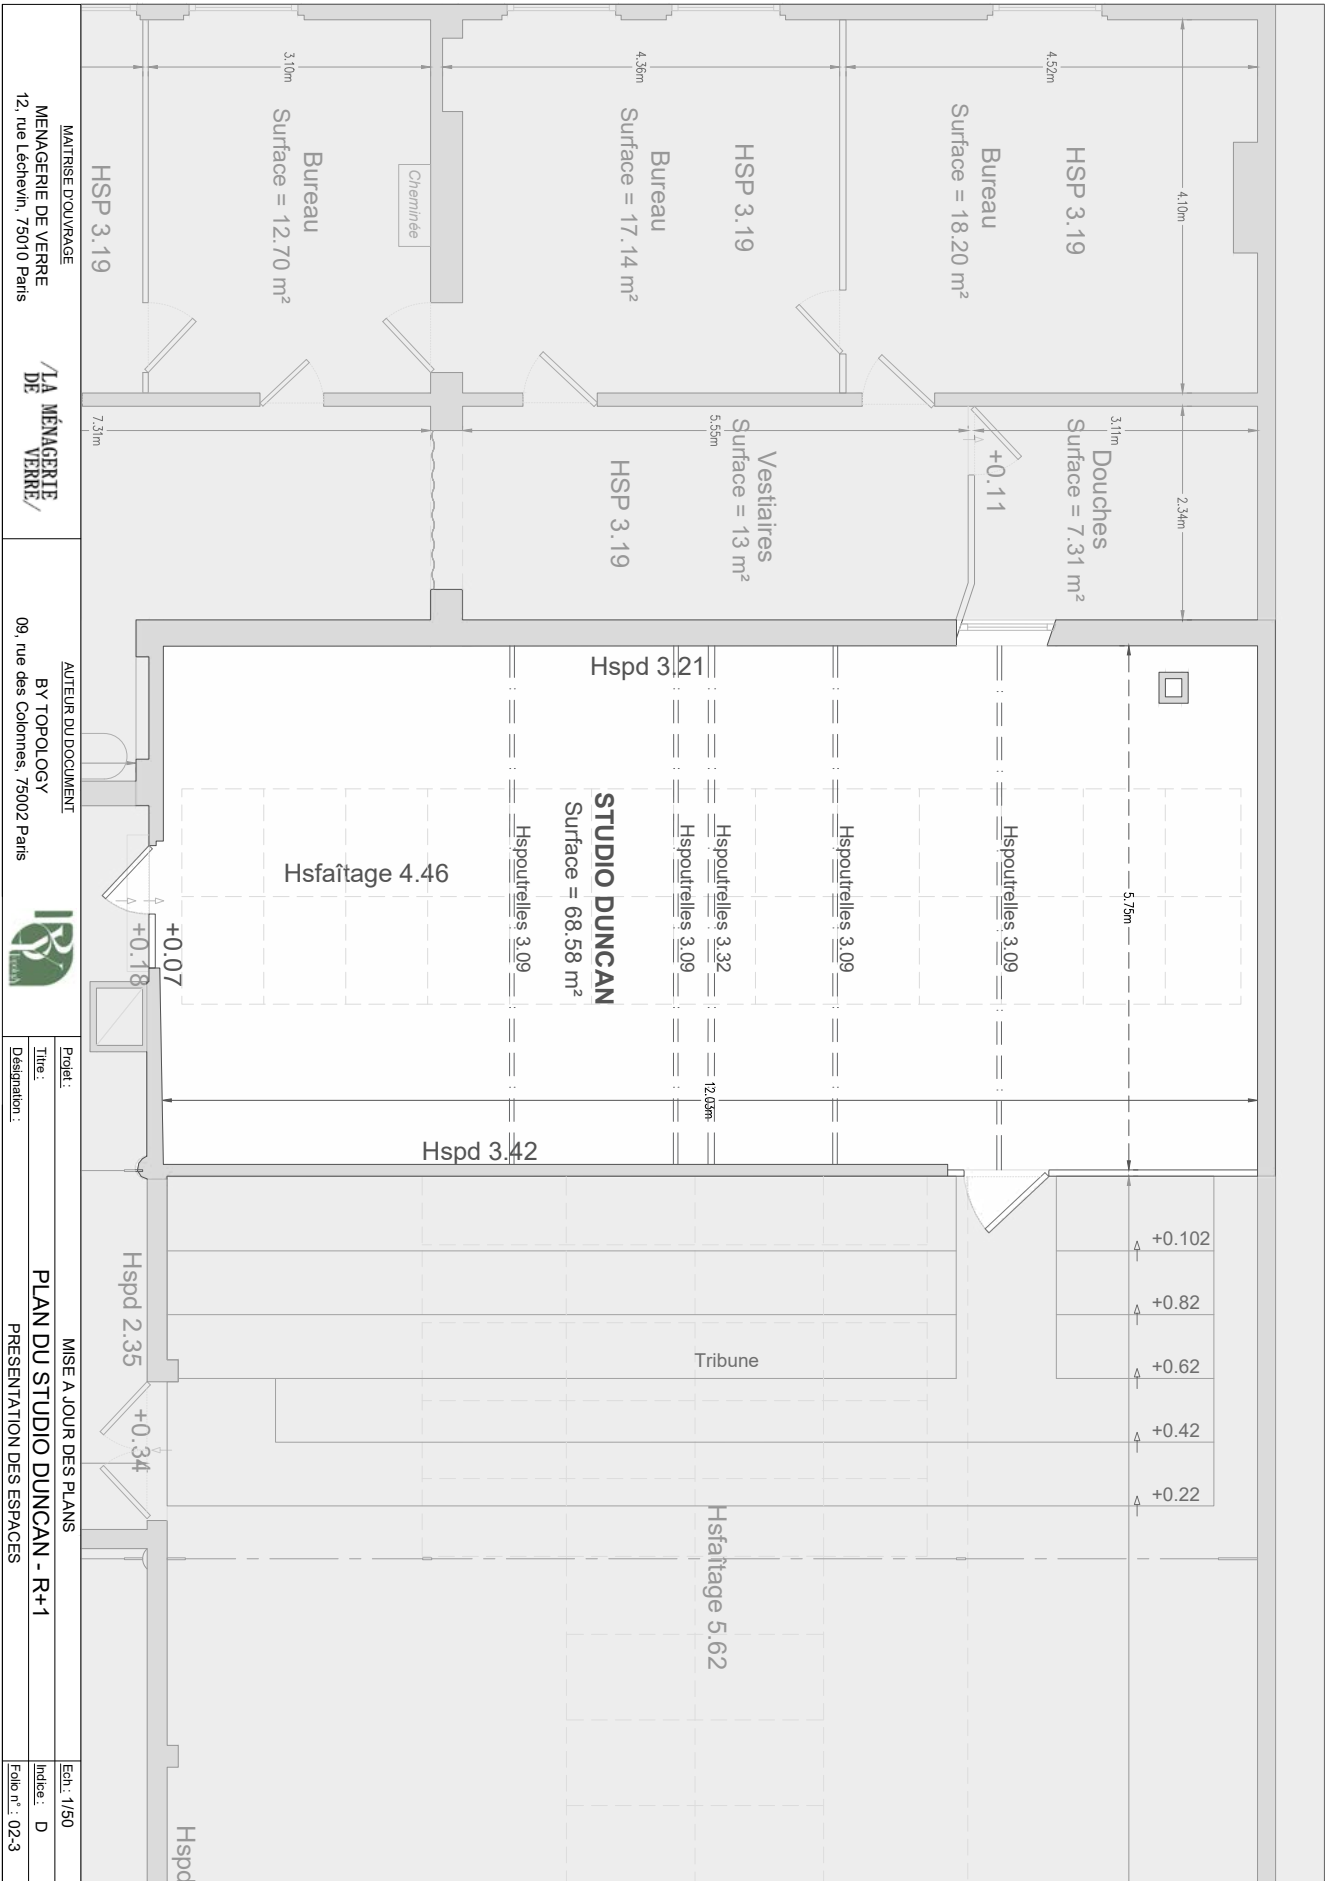 3.10m
4.36m
4.52m
4.10m
Cheminée
Bureau
Surface = 12.70 m²
HSP 3.19
Bureau
Surface = 17.14 m²
HSP 3.19
Bureau
Surface = 18.20 m²
HSP 3.19
7.31m
5.55m
3.11m
2.34m
Vestiaires
Surface = 13 m²
HSP 3.19
+0.11
Douches
Surface = 7.31 m²
Hspd 3.21
STUDIO DUNCAN
Surface = 68.58 m²
Hsfaîtage 4.46
Hspoutrelles 3.09
Hspoutrelles 3.09
Hspoutrelles 3.32
Hspoutrelles 3.09
Hspoutrelles 3.09
5.75m
+0.07
+0.18
12.03m
Hspd 3.42
+0.102
+0.82
+0.62
+0.42
+0.22
Tribune
Hspd 2.35
+0.34
Hsfaîtage 5.62
Hspd
MAITRISE D'OUVRAGE
MENAGERIE DE VERRE
12, rue Léchevin, 75010 Paris
/LA MÉNAGERIE
DE VERRE/
AUTEUR DU DOCUMENT
BY TOPOLOGY
09, rue des Colonnes, 75002 Paris
Projet :
MISE A JOUR DES PLANS
Titre :
PLAN DU STUDIO DUNCAN - R+1
Désignation :
PRESENTATION DES ESPACES
Ech : 1/50
Indice : D
Folio n° : 02-3